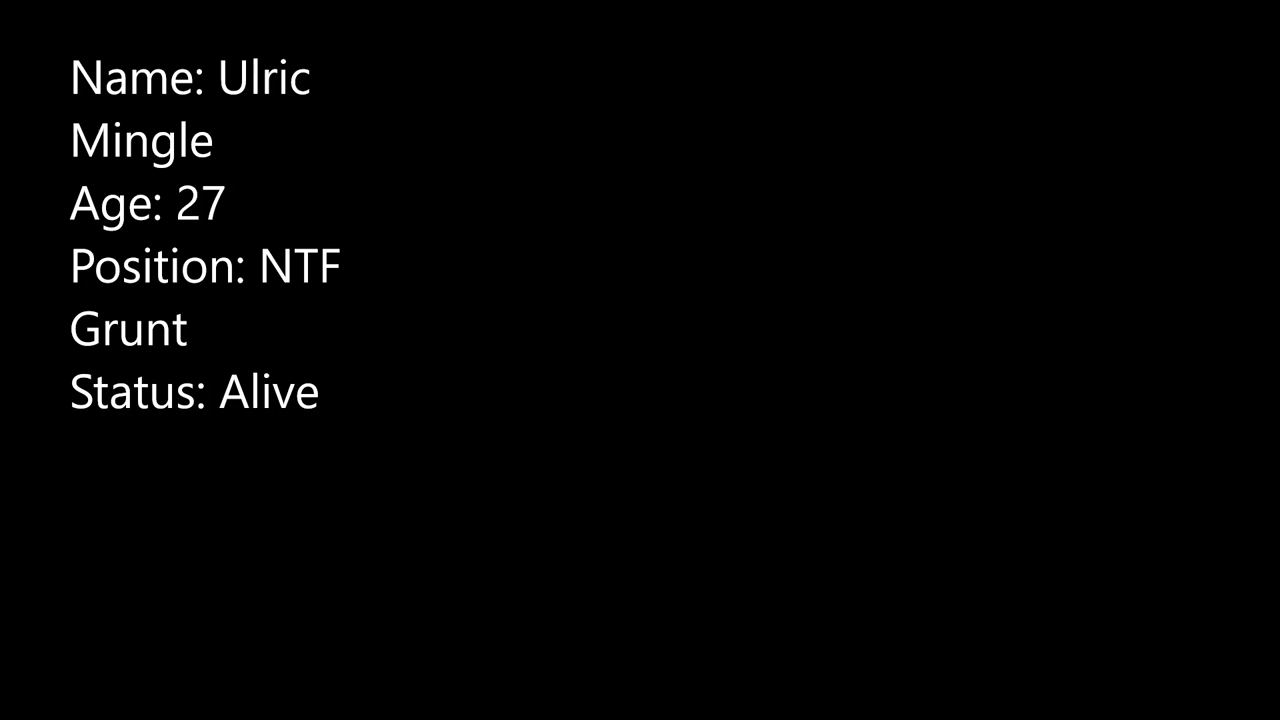 Name: Ulric
Mingle
Age: 27
Position: NTF
Grunt
Status: Alive